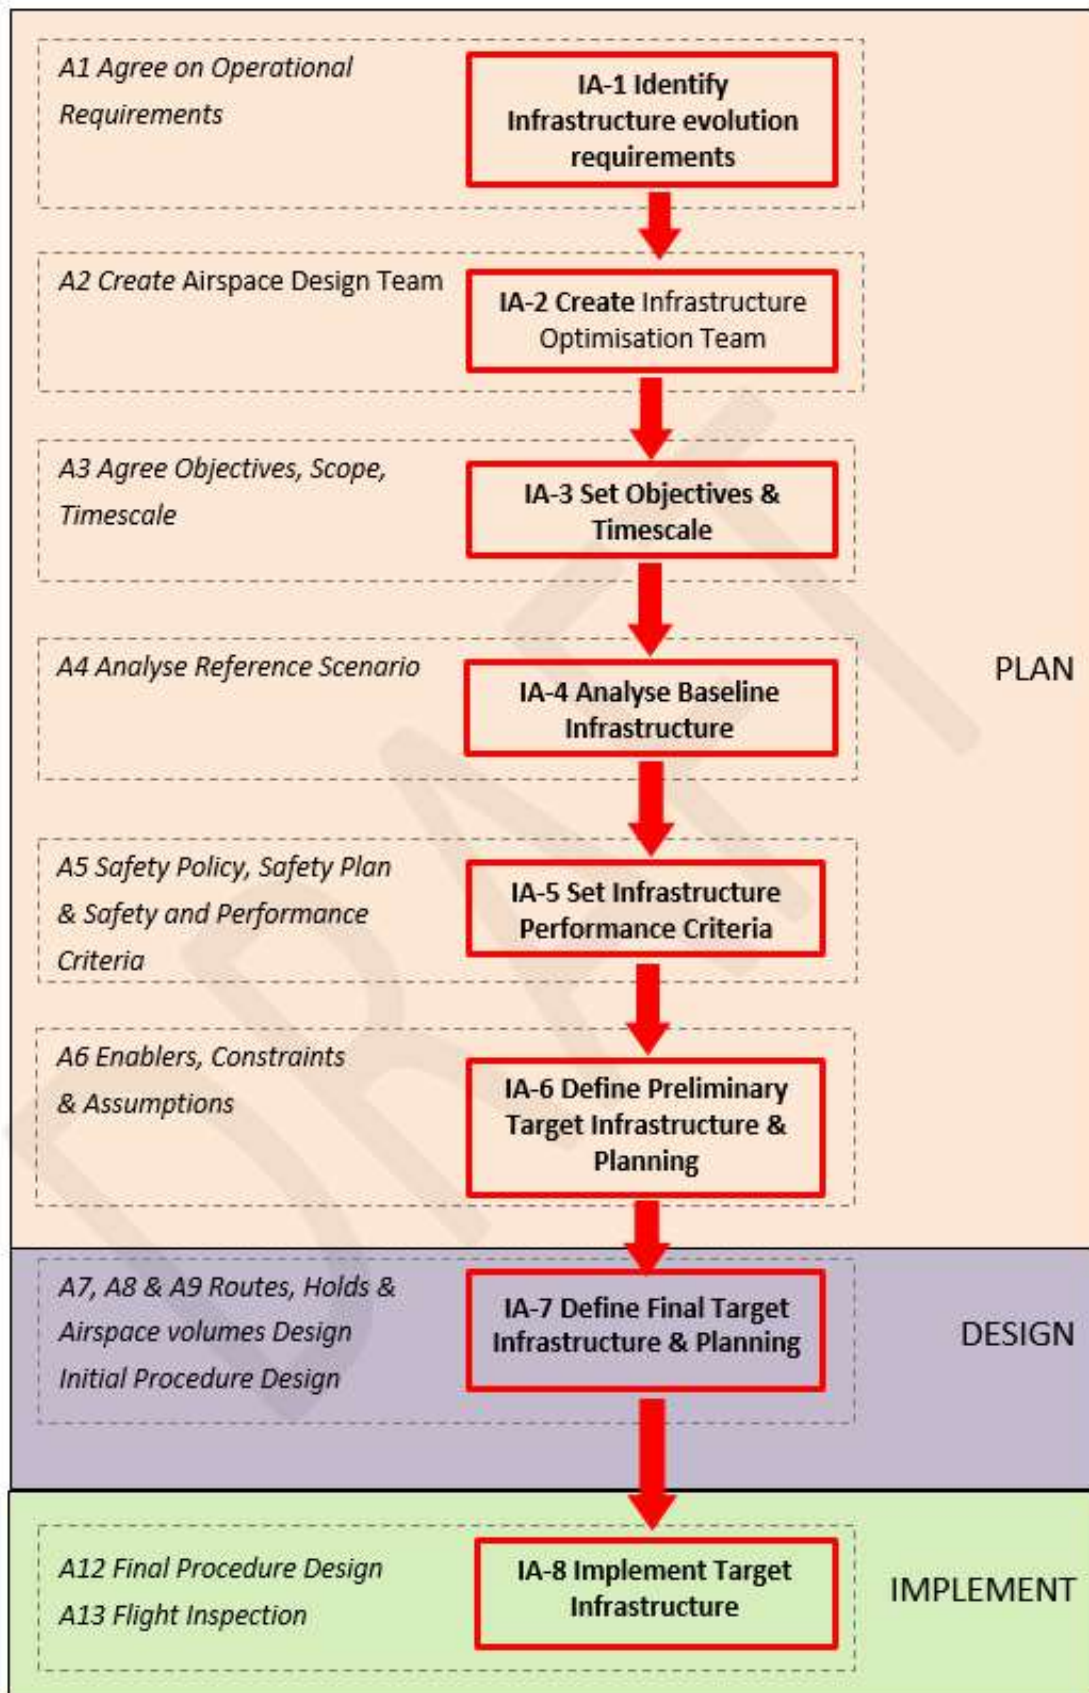 A1 Agree on Operational
Requirements
IA-1 Identify
Infrastructure evolution
requirements
A2 Create Airspace Design Team
IA-2 Create Infrastructure
Optimisation Team
A3 Agree Objectives, Scope,
Timescale
IA-3 Set Objectives &
Timescale
A4 Analyse Reference Scenario
IA-4 Analyse Baseline
Infrastructure
PLAN
A5 Safety Policy, Safety Plan
& Safety and Performance
Criteria
IA-5 Set Infrastructure
Performance Criteria
A6 Enablers, Constraints
& Assumptions
IA-6 Define Preliminary
Target Infrastructure &
Planning
A7, A8 & A9 Routes, Holds &
Airspace volumes Design
Initial Procedure Design
IA-7 Define Final Target
Infrastructure & Planning
DESIGN
A12 Final Procedure Design
A13 Flight Inspection
IA-8 Implement Target
Infrastructure
IMPLEMENT
DRAFT